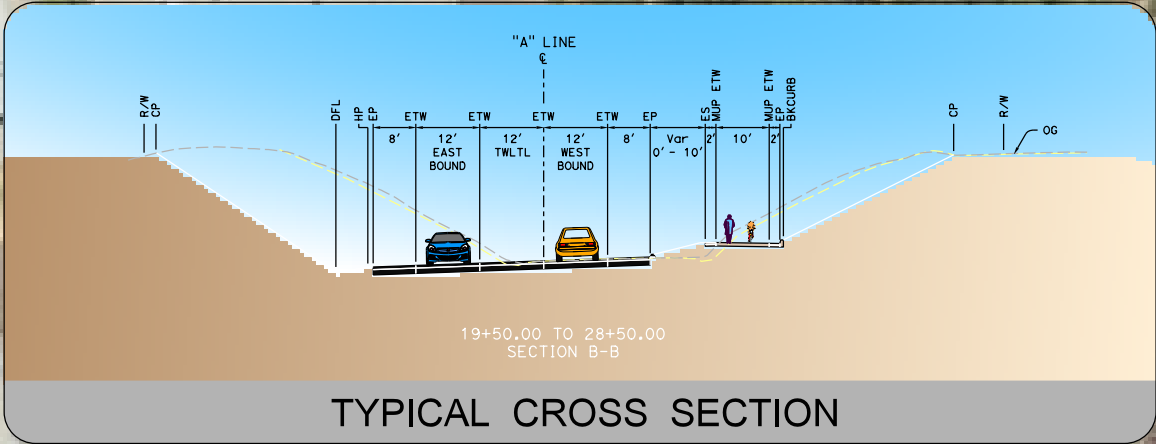 "A" LINE
℄
R/W
CP
DFL
HP
EP
ETW
ETW
ETW
ETW
EP
ES
MUP ETW
MUP ETW
EP
BKCURB
CP
R/W
OG
8'
12'
EAST
BOUND
12'
TWLTL
12'
WEST
BOUND
8'
Var
0' - 10'
2'
10'
2'
19+50.00 TO 28+50.00
SECTION B-B
TYPICAL CROSS SECTION